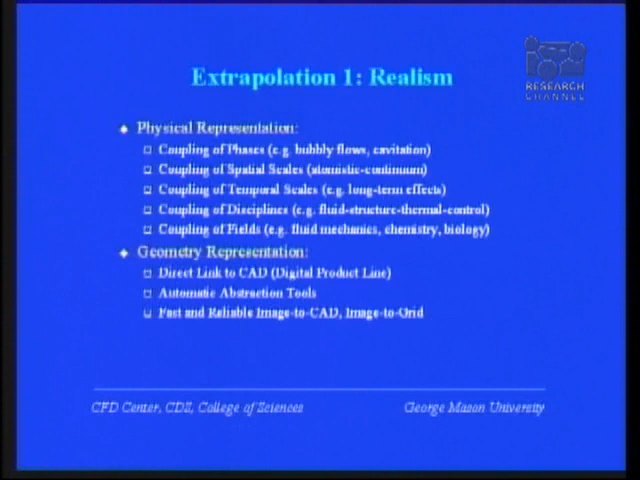 Extrapolation 1: Realism
RESEARCH
CHANNEL
Physical Representation:
Coupling of Phases (e.g. bubbly flows, cavitation)
Coupling of Spatial Scales (atomistic-continuum)
Coupling of Temporal Scales (e.g. long-term effects)
Coupling of Disciplines (e.g. fluid-structure-thermal-control)
Coupling of Fields (e.g. fluid mechanics, chemistry, biology)
Geometry Representation:
Direct Link to CAD (Digital Product Line)
Automatic Abstraction Tools
Fast and Reliable Image-to-CAD, Image-to-Grid
CFD Center, CDS, College of Sciences
George Mason University